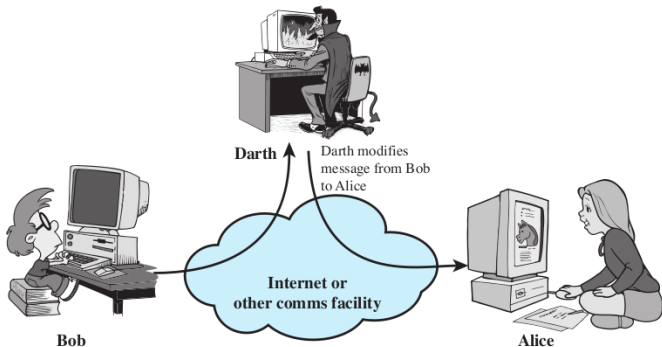 Darth
Darth modifies
message from Bob
to Alice
Internet or
other comms facility
Bob
Alice